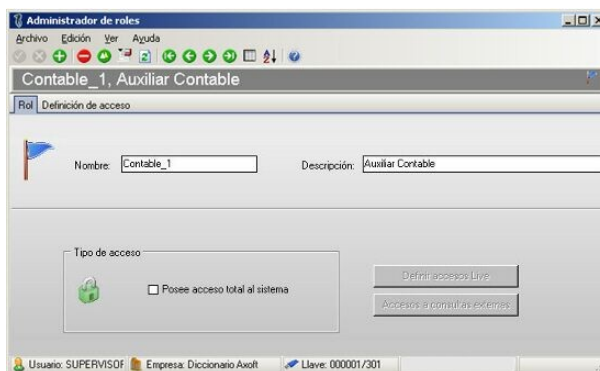 Administrador de roles
Archivo Edición Ver Ayuda
Contable_1, Auxiliar Contable
Rol Definición de acceso
Nombre: Contable_1 Descripción: Auxiliar Contable
Tipo de acceso
Posee acceso total al sistema
Definir accesos Live
Accesos a consultas externas
Usuario: SUPERVISOF Empresa: Diccionario Axoft Llave: 000001/301